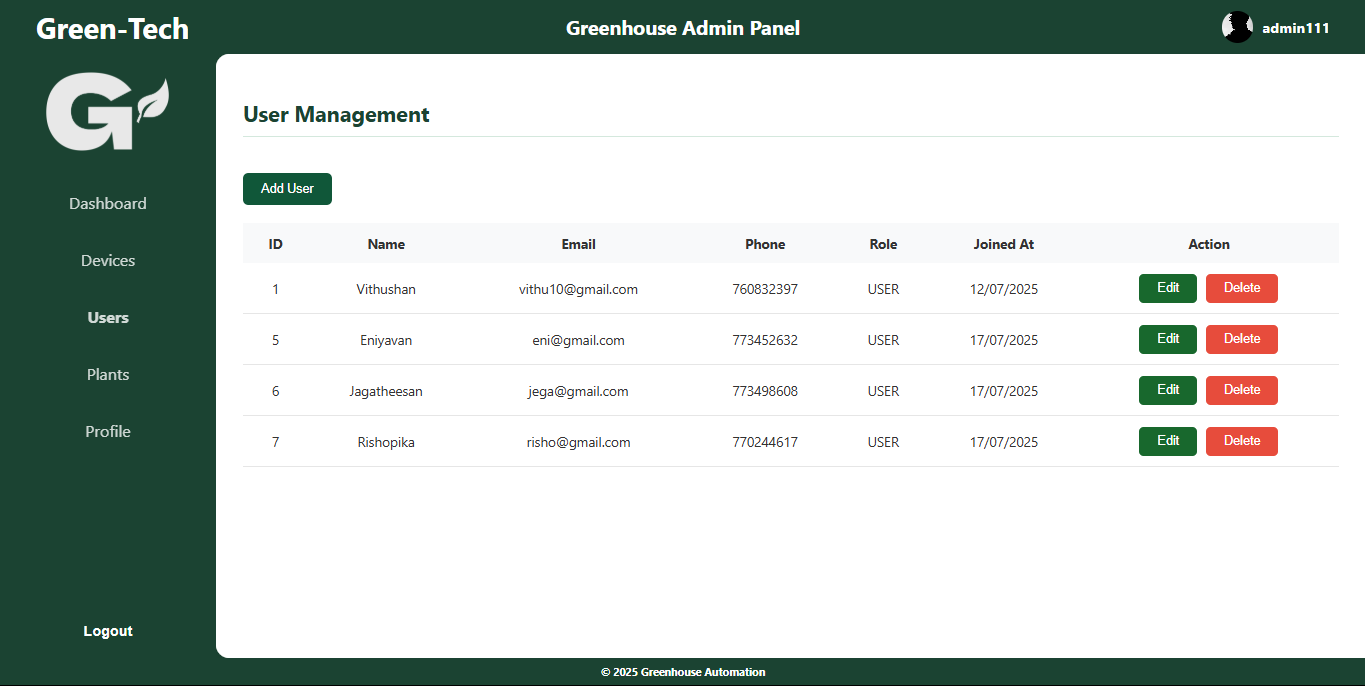 Green-Tech
Greenhouse Admin Panel
admin111
G
Dashboard
Devices
Users
Plants
Profile
Logout
User Management
Add User
ID Name Email Phone Role Joined At Action
1 Vithushan vithu10@gmail.com 760832397 USER 12/07/2025 Edit Delete
5 Eniyavan eni@gmail.com 773452632 USER 17/07/2025 Edit Delete
6 Jagatheesan jega@gmail.com 773498608 USER 17/07/2025 Edit Delete
7 Rishopika risho@gmail.com 770244617 USER 17/07/2025 Edit Delete
© 2025 Greenhouse Automation